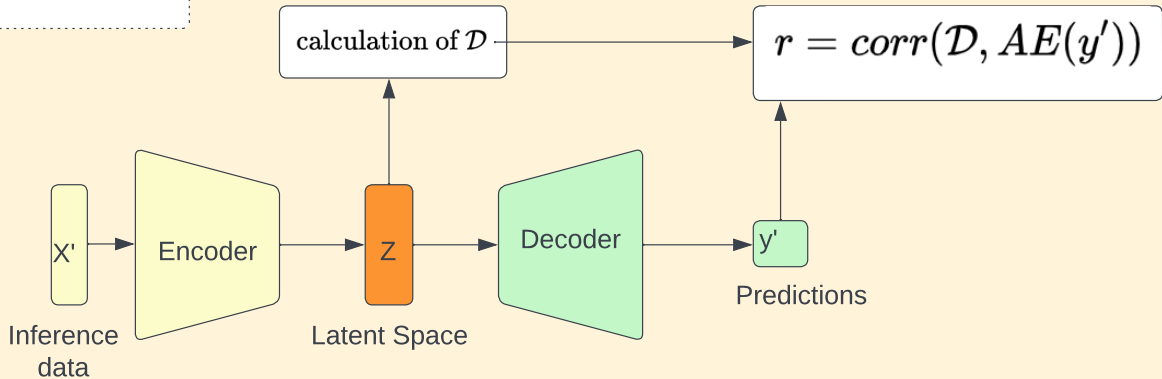 calculation of 𝒟
r = corr(𝒟, AE(y′))
X'
Encoder
Z
Decoder
y'
Inference
data
Latent Space
Predictions